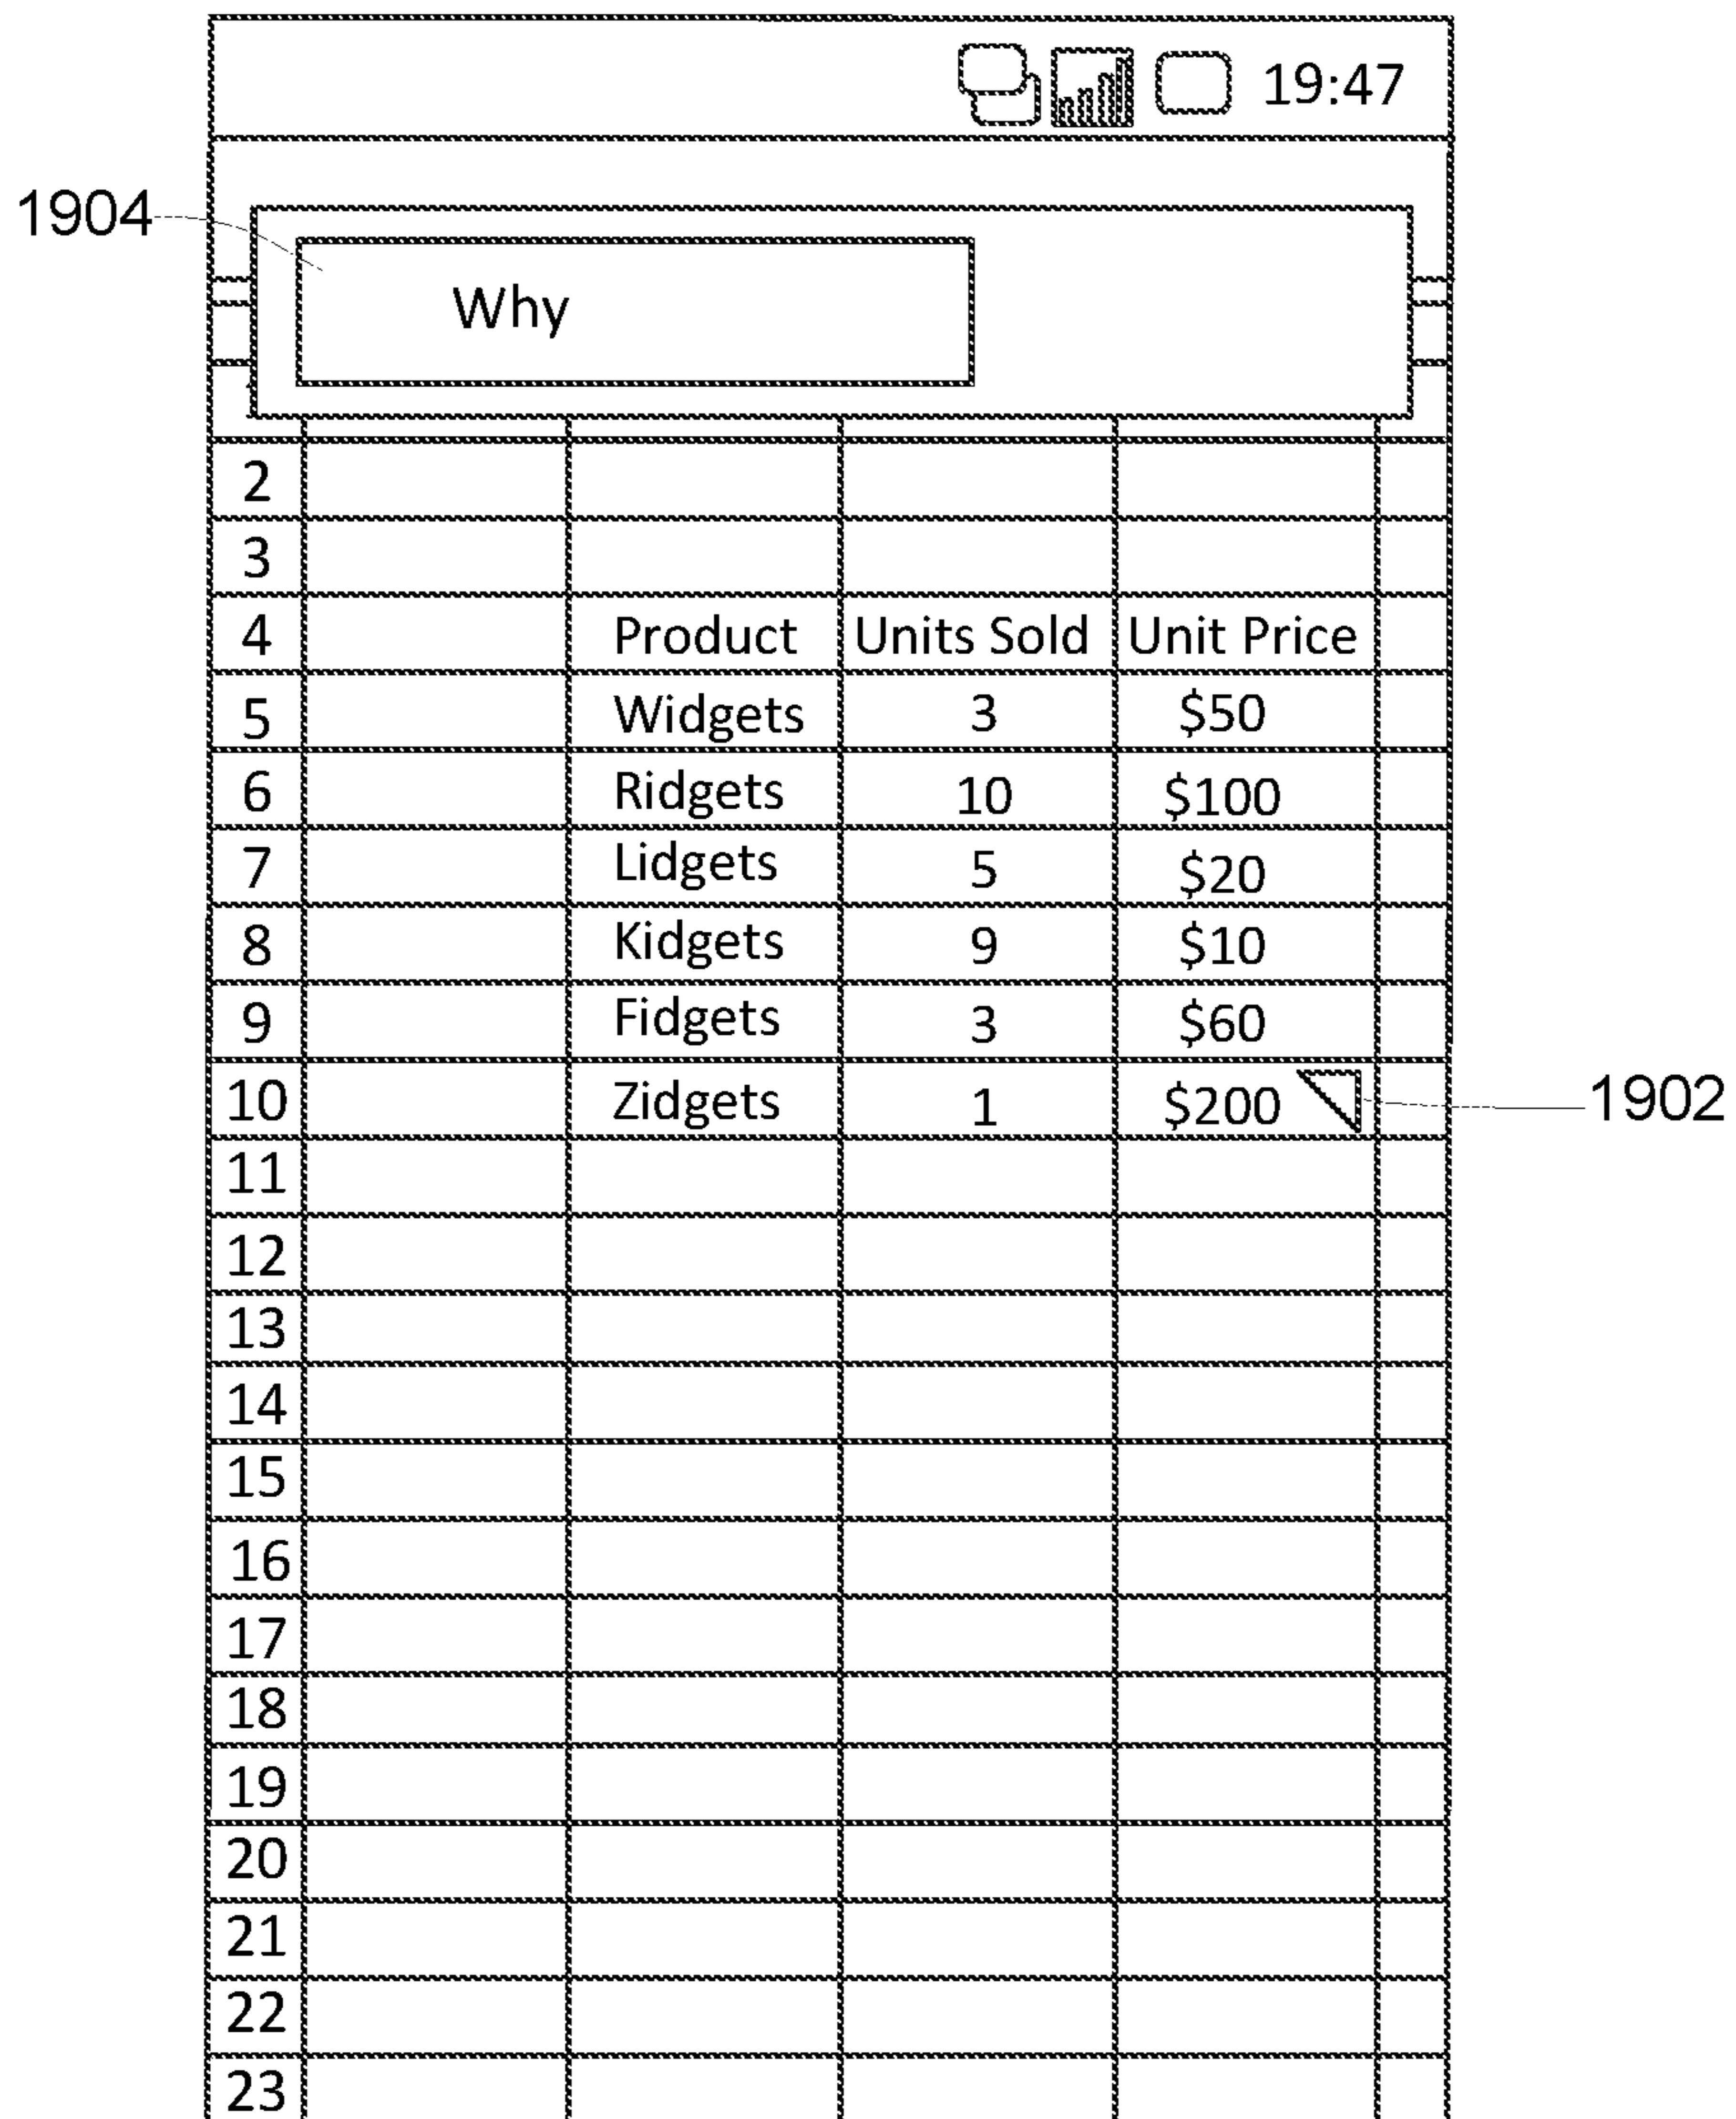 19:47
1904
Why
2
3
4 Product Units Sold Unit Price
5 Widgets 3 $50
6 Ridgets 10 $100
7 Lidgets 5 $20
8 Kidgets 9 $10
9 Fidgets 3 $60
10 Zidgets 1 $200 1902
11
12
13
14
15
16
17
18
19
20
21
22
23